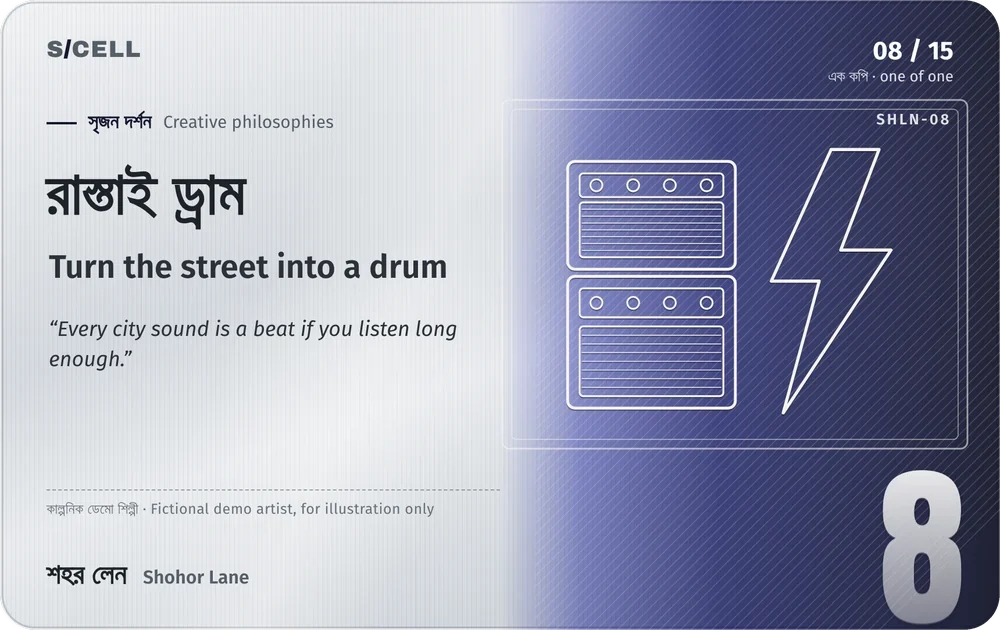 S/CELL
08 / 15
এক কপি · one of one
সৃজন দর্শন Creative philosophies
SHLN-08
রাস্তাই ড্রাম
Turn the street into a drum
“Every city sound is a beat if you listen long
enough.”
কাল্পনিক ডেমো শিল্পী · Fictional demo artist, for illustration only
শহর লেন Shohor Lane
8